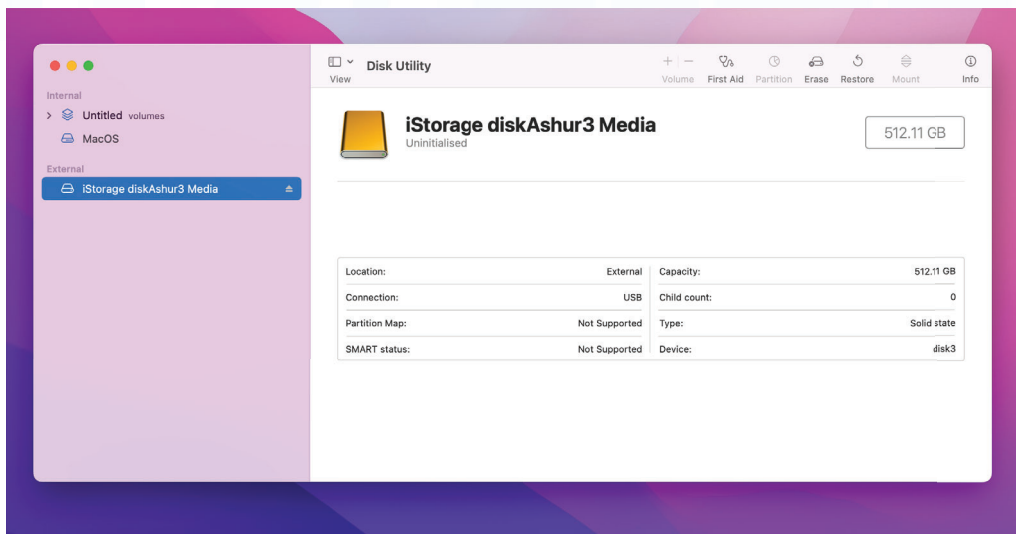 Disk Utility
View
Volume First Aid Partition Erase Restore Mount Info
Internal
Untitled volumes
MacOS
External
iStorage diskAshur3 Media
iStorage diskAshur3 Media
Uninitialised
512.11 GB
Location: External Capacity: 512.11 GB
Connection: USB Child count: 0
Partition Map: Not Supported Type: Solid state
SMART status: Not Supported Device: disk3